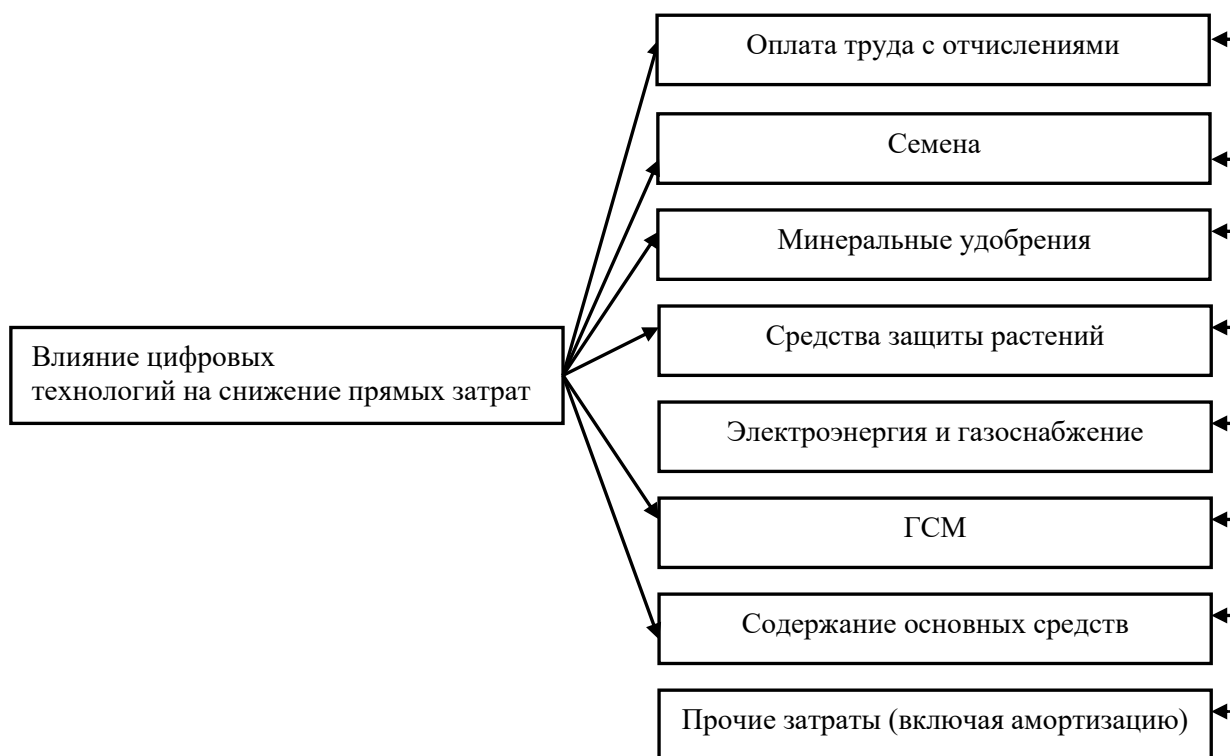 Оплата труда с отчислениями
Семена
Минеральные удобрения
Средства защиты растений
Влияние цифровых
технологий на снижение прямых затрат
Электроэнергия и газоснабжение
ГСМ
Содержание основных средств
Прочие затраты (включая амортизацию)